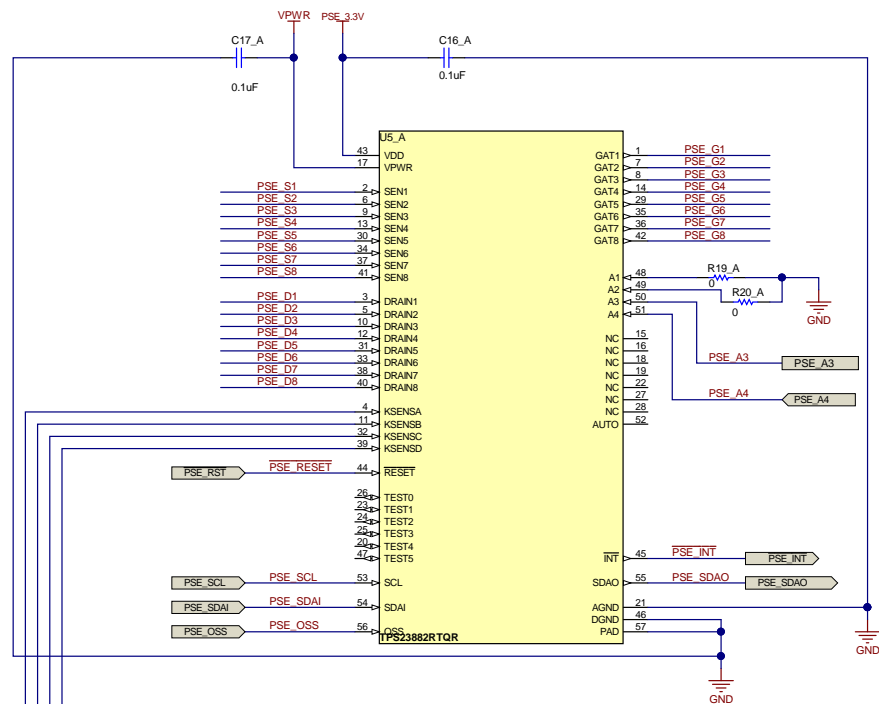 VPWR PSE_3.3V
C17_A C16_A
0.1uF 0.1uF
U5_A
43 VDD GAT1 1 PSE_G1
17 VPWR GAT2 7 PSE_G2
GAT3 8 PSE_G3
PSE_S1 2 SEN1 GAT4 14 PSE_G4
PSE_S2 6 SEN2 GAT5 29 PSE_G5
PSE_S3 9 SEN3 GAT6 35 PSE_G6
PSE_S4 13 SEN4 GAT7 36 PSE_G7
PSE_S5 30 SEN5 GAT8 42 PSE_G8
PSE_S6 34 SEN6
PSE_S7 37 SEN7
PSE_S8 41 SEN8 A1 48 R19_A 0
A2 49 R20_A 0
PSE_D1 3 DRAIN1 A3 50
PSE_D2 5 DRAIN2 A4 51 GND
PSE_D3 10 DRAIN3
PSE_D4 12 DRAIN4 NC 15
PSE_D5 31 DRAIN5 NC 16
PSE_D6 33 DRAIN6 NC 18 PSE_A3 PSE_A3
PSE_D7 38 DRAIN7 NC 19
PSE_D8 40 DRAIN8 NC 22
NC 27 PSE_A4 PSE_A4
4 KSENSA NC 28
11 KSENSB AUTO 52
32 KSENSC
39 KSENSD
PSE_RST PSE_RESET 44 RESET
26 TEST0
23 TEST1
24 TEST2
25 TEST3
20 TEST4
47 TEST5 INT 45 PSE_INT PSE_INT
PSE_SCL PSE_SCL 53 SCL SDAO 55 PSE_SDAO PSE_SDAO
PSE_SDAI PSE_SDAI 54 SDAI AGND 21
DGND 46
PSE_OSS PSE_OSS 56 OSS PAD 57
TPS23882RTQR
GND
GND